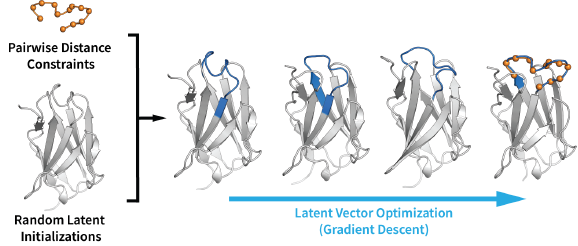 Pairwise Distance
Constraints
Random Latent
Initializations
Latent Vector Optimization
(Gradient Descent)